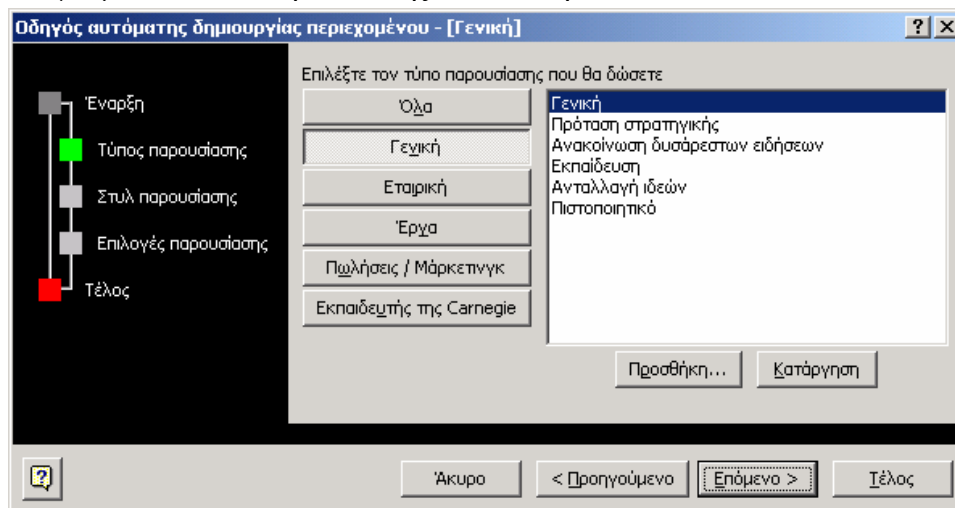 Οδηγός αυτόματης δημιουργίας περιεχομένου - [Γενική]
Επιλέξτε τον τύπο παρουσίασης που θα δώσετε
Έναρξη
Τύπος παρουσίασης
Στυλ παρουσίασης
Επιλογές παρουσίασης
Τέλος
Όλα
Γενική
Εταιρική
Έργα
Πωλήσεις / Μάρκετινγκ
Εκπαιδευτής της Carnegie
Γενική
Πρόταση στρατηγικής
Ανακοίνωση δυσάρεστων ειδήσεων
Εκπαίδευση
Ανταλλαγή ιδεών
Πιστοποιητικό
Προσθήκη... Κατάργηση
Άκυρο < Προηγούμενο Επόμενο > Τέλος